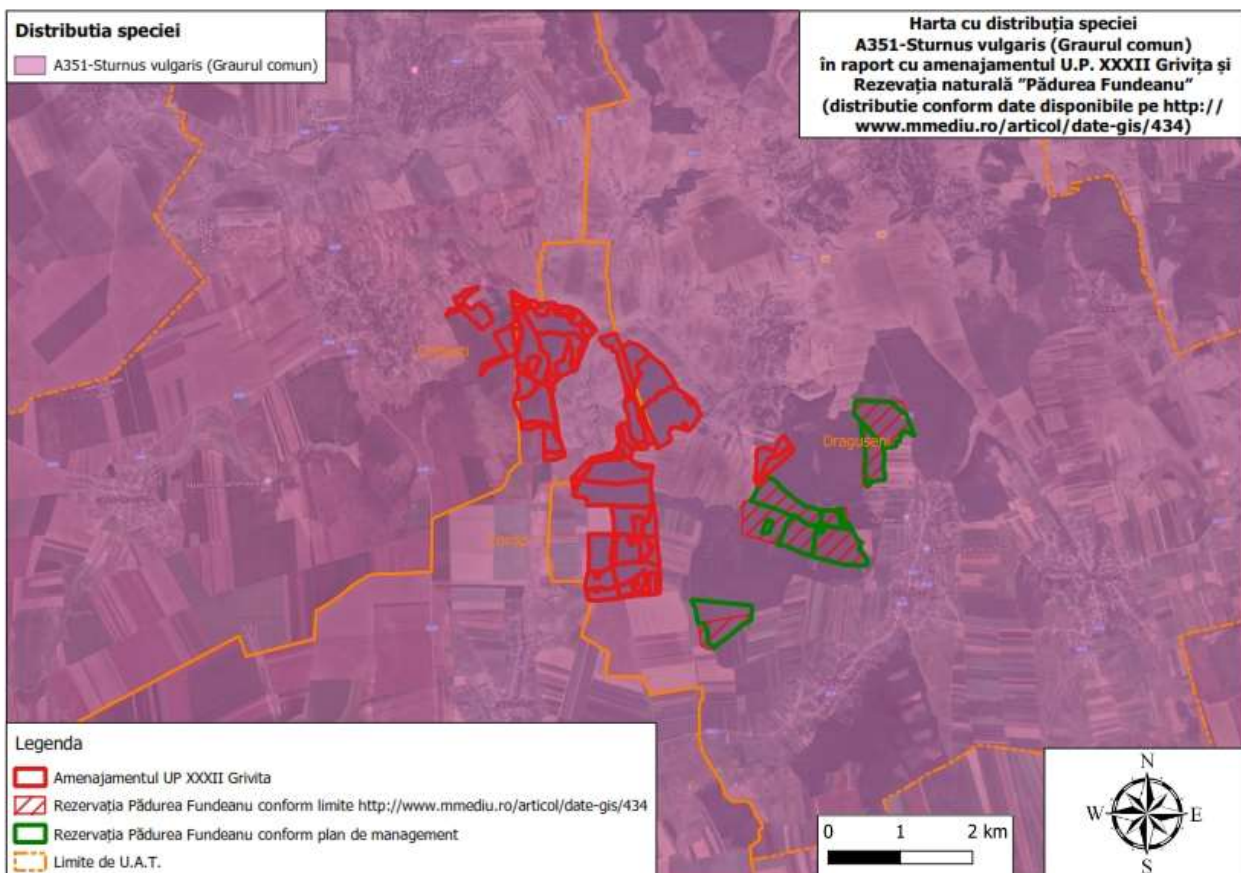 Distributia speciei
A351-Sturnus vulgaris (Graurul comun)
Harta cu distribuția speciei
A351-Sturnus vulgaris (Graurul comun)
în raport cu amenajamentul U.P. XXXII Grivița și
Rezevația naturală "Pădurea Fundeanu"
(distributie conform date disponibile pe http://
www.mmediu.ro/articol/date-gis/434)
Draguseni
Legenda
Amenajamentul UP XXXII Grivita
Rezervația Pădurea Fundeanu conform limite http://www.mmediu.ro/articol/date-gis/434
Rezervația Pădurea Fundeanu conform plan de management
Limite de U.A.T.
0 1 2 km
N
W E
S